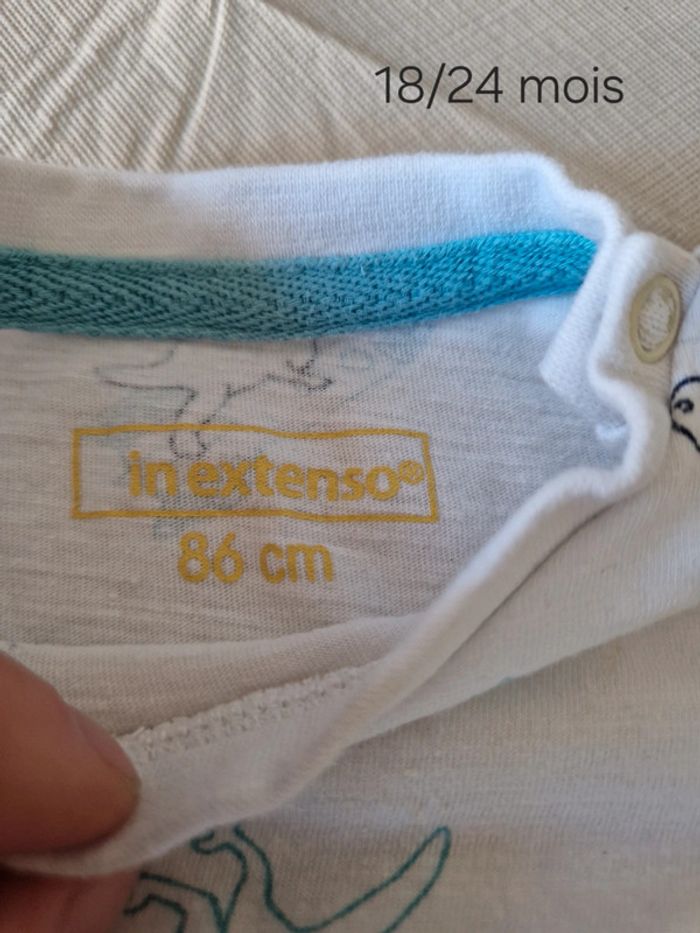 18/24 mois
in extenso®
86 cm